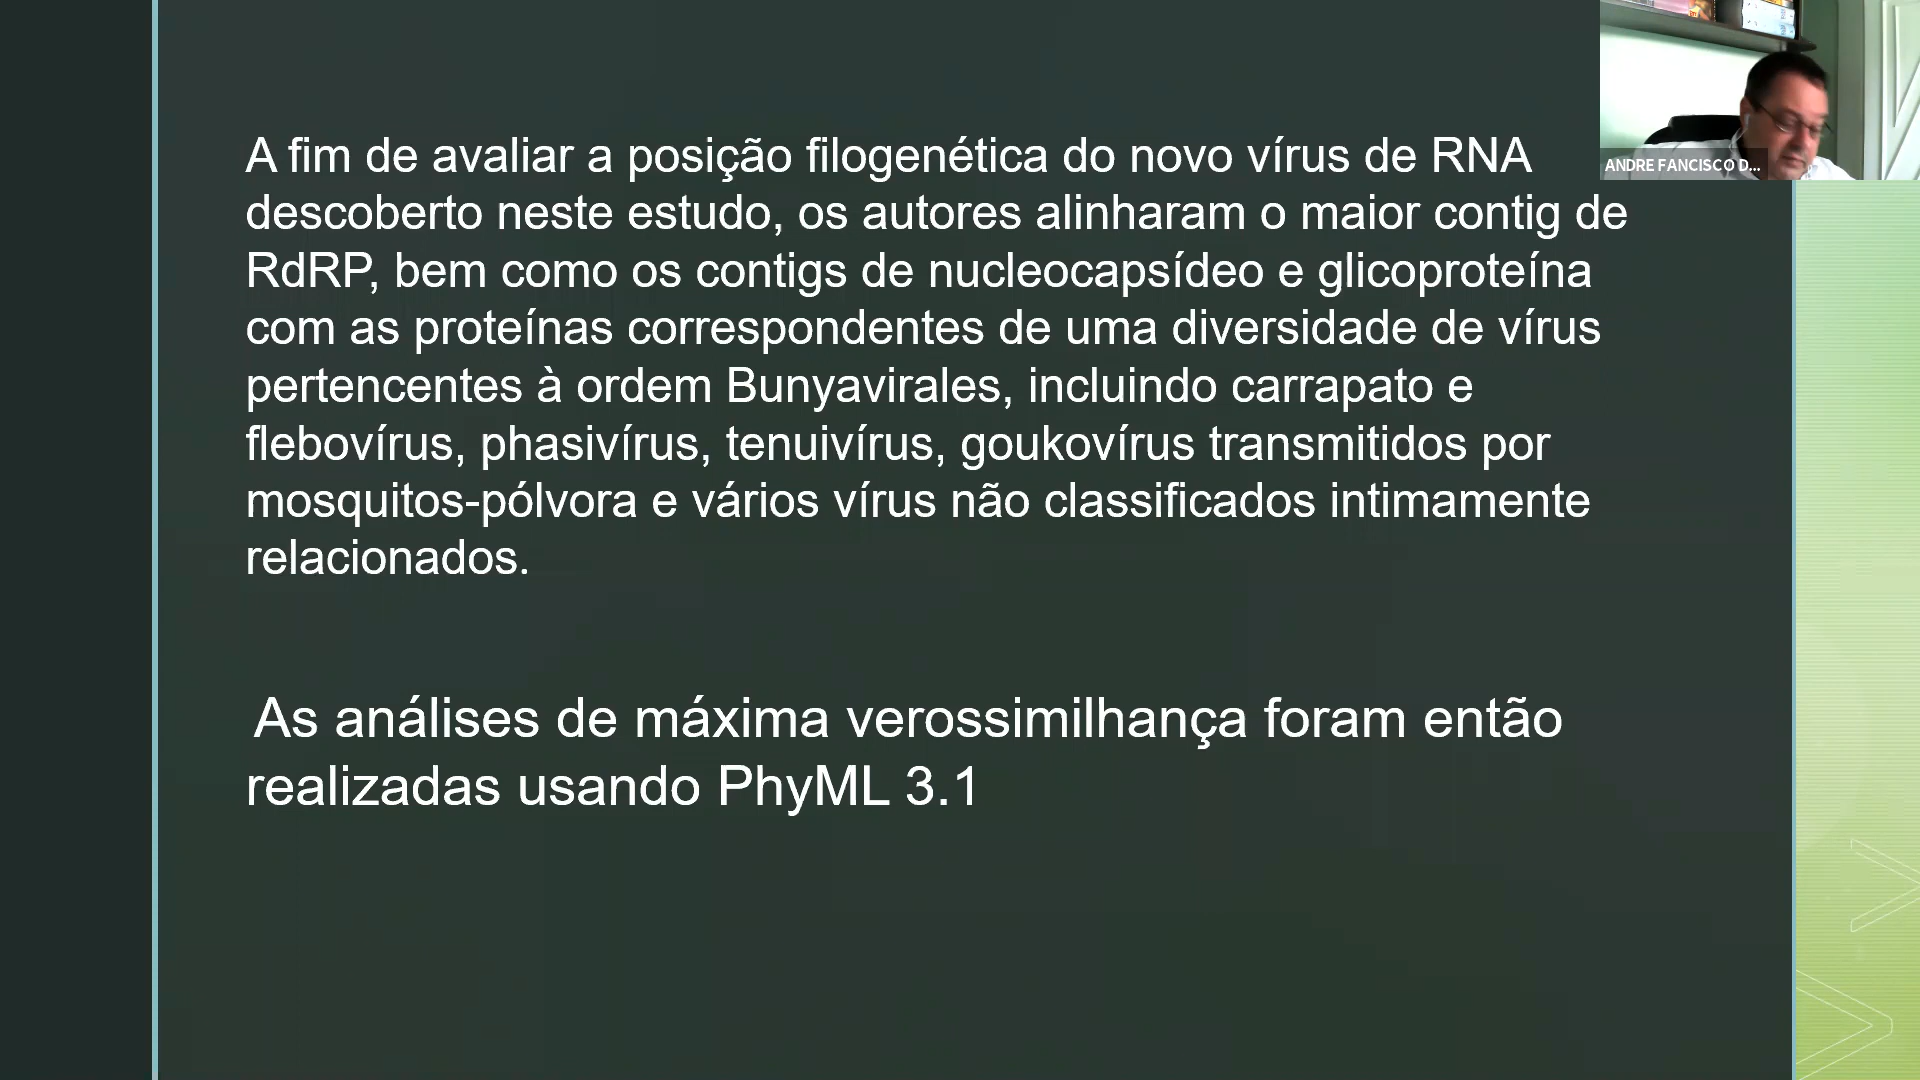 A fim de avaliar a posição filogenética do novo vírus de RNA
descoberto neste estudo, os autores alinharam o maior contig de
RdRP, bem como os contigs de nucleocapsídeo e glicoproteína
com as proteínas correspondentes de uma diversidade de vírus
pertencentes à ordem Bunyavirales, incluindo carrapato e
flebovírus, phasivírus, tenuivírus, goukovírus transmitidos por
mosquitos-pólvora e vários vírus não classificados intimamente
relacionados.
As análises de máxima verossimilhança foram então
realizadas usando PhyML 3.1
ANDRE FANCISCO D...